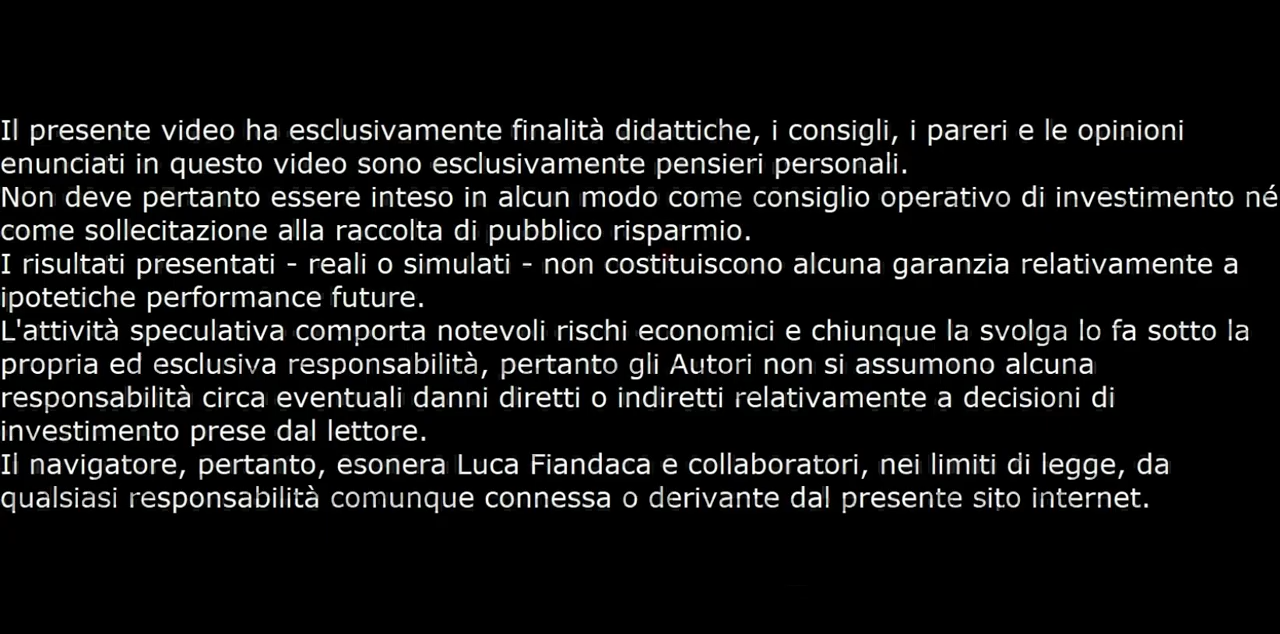 Il presente video ha esclusivamente finalità didattiche, i consigli, i pareri e le opinioni
enunciati in questo video sono esclusivamente pensieri personali.
Non deve pertanto essere inteso in alcun modo come consiglio operativo di investimento né
come sollecitazione alla raccolta di pubblico risparmio.
I risultati presentati - reali o simulati - non costituiscono alcuna garanzia relativamente a
ipotetiche performance future.
L'attività speculativa comporta notevoli rischi economici e chiunque la svolga lo fa sotto la
propria ed esclusiva responsabilità, pertanto gli Autori non si assumono alcuna
responsabilità circa eventuali danni diretti o indiretti relativamente a decisioni di
investimento prese dal lettore.
Il navigatore, pertanto, esonera Luca Fiandaca e collaboratori, nei limiti di legge, da
qualsiasi responsabilità comunque connessa o derivante dal presente sito internet.